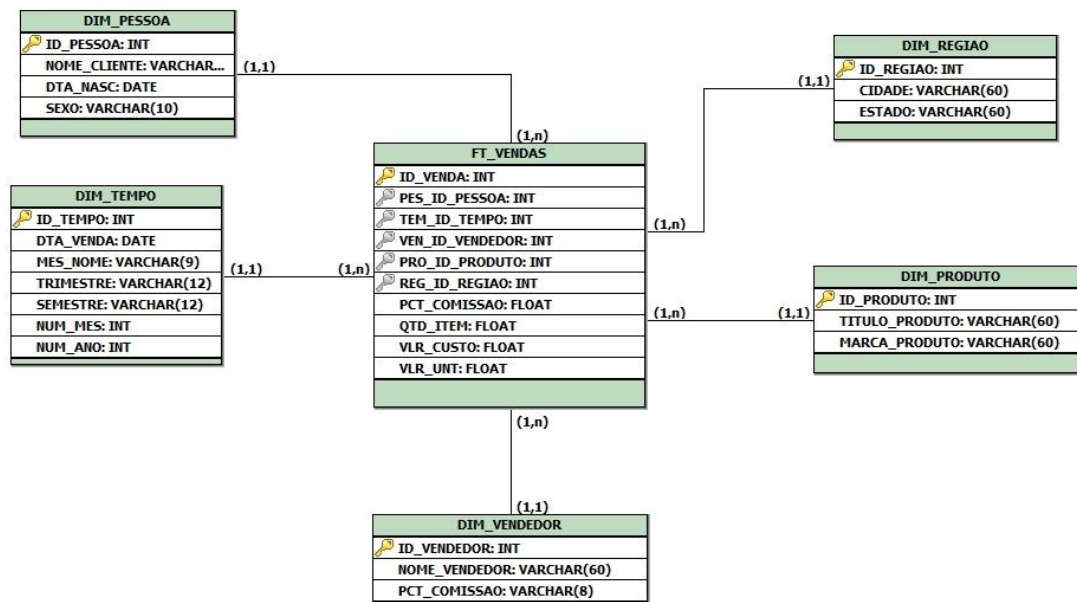 DIM_PESSOA
ID_PESSOA: INT
NOME_CLIENTE: VARCHAR...
DTA_NASC: DATE
SEXO: VARCHAR(10)
(1,1)
(1,n)
DIM_REGIAO
ID_REGIAO: INT
CIDADE: VARCHAR(60)
ESTADO: VARCHAR(60)
(1,1)
(1,n)
FT_VENDAS
ID_VENDA: INT
PES_ID_PESSOA: INT
TEM_ID_TEMPO: INT
VEN_ID_VENDEDOR: INT
PRO_ID_PRODUTO: INT
REG_ID_REGIAO: INT
PCT_COMISSAO: FLOAT
QTD_ITEM: FLOAT
VLR_CUSTO: FLOAT
VLR_UNT: FLOAT
DIM_TEMPO
ID_TEMPO: INT
DTA_VENDA: DATE
MES_NOME: VARCHAR(9)
TRIMESTRE: VARCHAR(12)
SEMESTRE: VARCHAR(12)
NUM_MES: INT
NUM_ANO: INT
(1,1)
(1,n)
DIM_PRODUTO
ID_PRODUTO: INT
TITULO_PRODUTO: VARCHAR(60)
MARCA_PRODUTO: VARCHAR(60)
(1,n)
(1,1)
(1,n)
(1,1)
DIM_VENDEDOR
ID_VENDEDOR: INT
NOME_VENDEDOR: VARCHAR(60)
PCT_COMISSAO: VARCHAR(8)